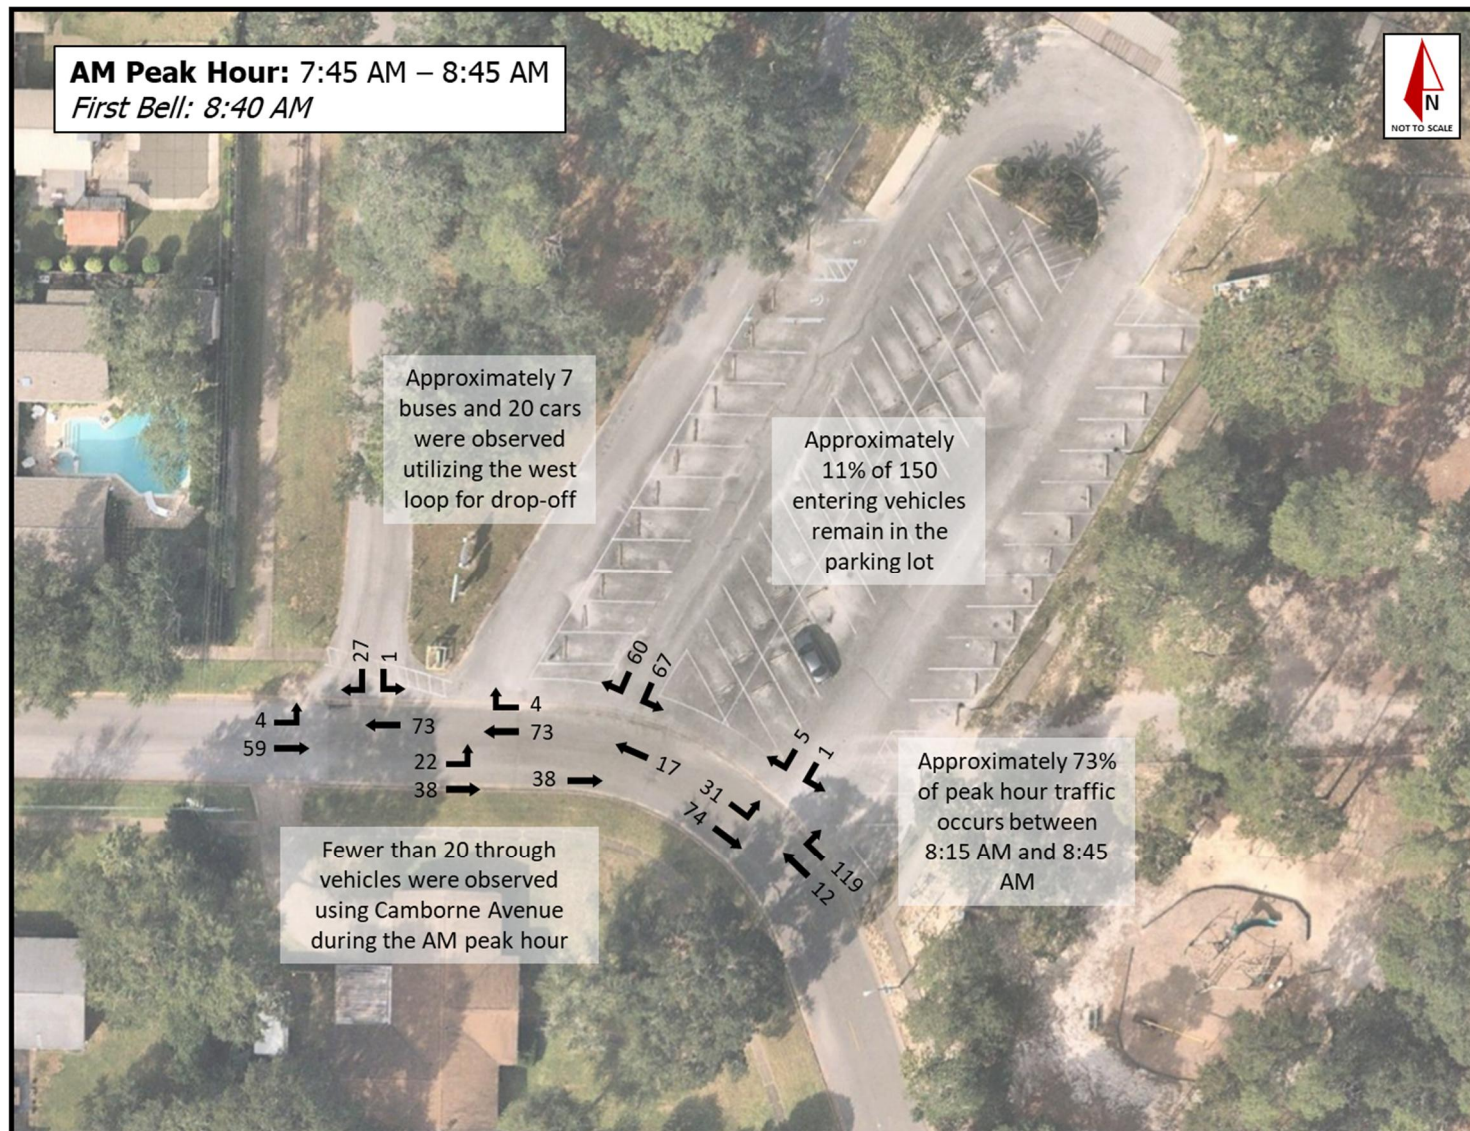 AM Peak Hour: 7:45 AM – 8:45 AM
First Bell: 8:40 AM
N
NOT TO SCALE
Approximately 7
buses and 20 cars
were observed
utilizing the west
loop for drop-off
Approximately
11% of 150
entering vehicles
remain in the
parking lot
27
1
60
67
4
73
4
59
73
22
38
38
17
5
1
31
74
119
12
Approximately 73%
of peak hour traffic
occurs between
8:15 AM and 8:45
AM
Fewer than 20 through
vehicles were observed
using Camborne Avenue
during the AM peak hour